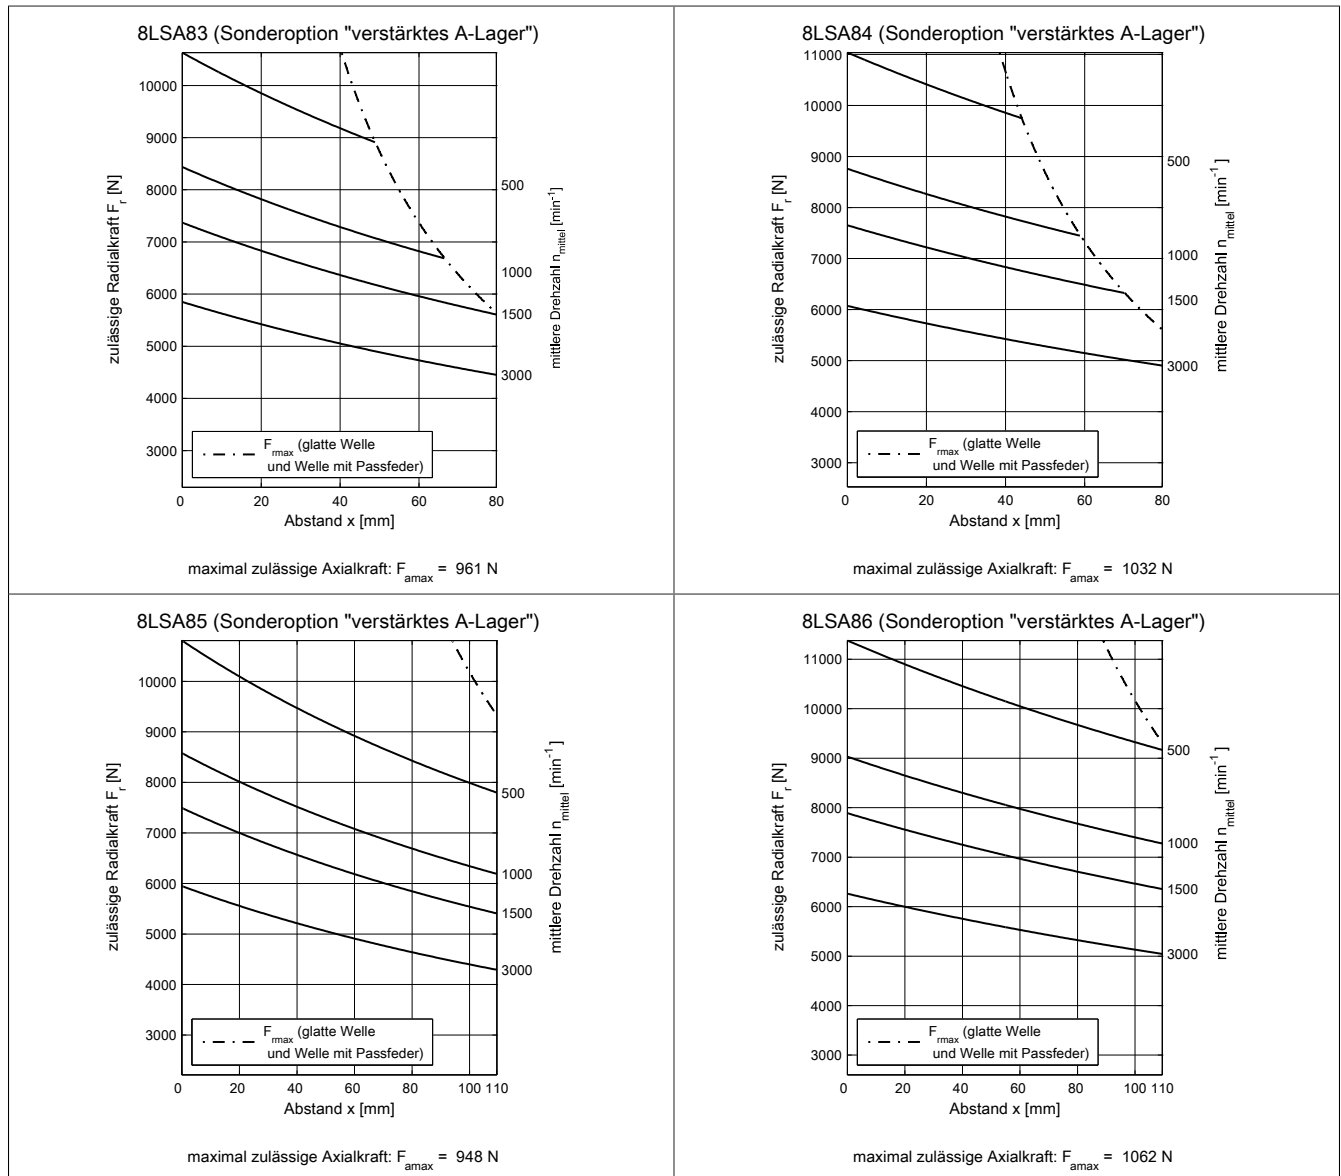 8LSA83 (Sonderoption "verstärktes A-Lager")
zulässige Radialkraft F_r [N]
10000
9000
8000
7000
6000
5000
4000
3000
500
1000
1500
3000
mittlere Drehzahl n_mittel [min^-1]
F_rmax (glatte Welle
und Welle mit Passfeder)
0 20 40 60 80
Abstand x [mm]
maximal zulässige Axialkraft: F_amax = 961 N
8LSA84 (Sonderoption "verstärktes A-Lager")
zulässige Radialkraft F_r [N]
11000
10000
9000
8000
7000
6000
5000
4000
3000
500
1000
1500
3000
mittlere Drehzahl n_mittel [min^-1]
F_rmax (glatte Welle
und Welle mit Passfeder)
0 20 40 60 80
Abstand x [mm]
maximal zulässige Axialkraft: F_amax = 1032 N
8LSA85 (Sonderoption "verstärktes A-Lager")
zulässige Radialkraft F_r [N]
10000
9000
8000
7000
6000
5000
4000
3000
500
1000
1500
3000
mittlere Drehzahl n_mittel [min^-1]
F_rmax (glatte Welle
und Welle mit Passfeder)
0 20 40 60 80 100 110
Abstand x [mm]
maximal zulässige Axialkraft: F_amax = 948 N
8LSA86 (Sonderoption "verstärktes A-Lager")
zulässige Radialkraft F_r [N]
11000
10000
9000
8000
7000
6000
5000
4000
3000
500
1000
1500
3000
mittlere Drehzahl n_mittel [min^-1]
F_rmax (glatte Welle
und Welle mit Passfeder)
0 20 40 60 80 100 110
Abstand x [mm]
maximal zulässige Axialkraft: F_amax = 1062 N